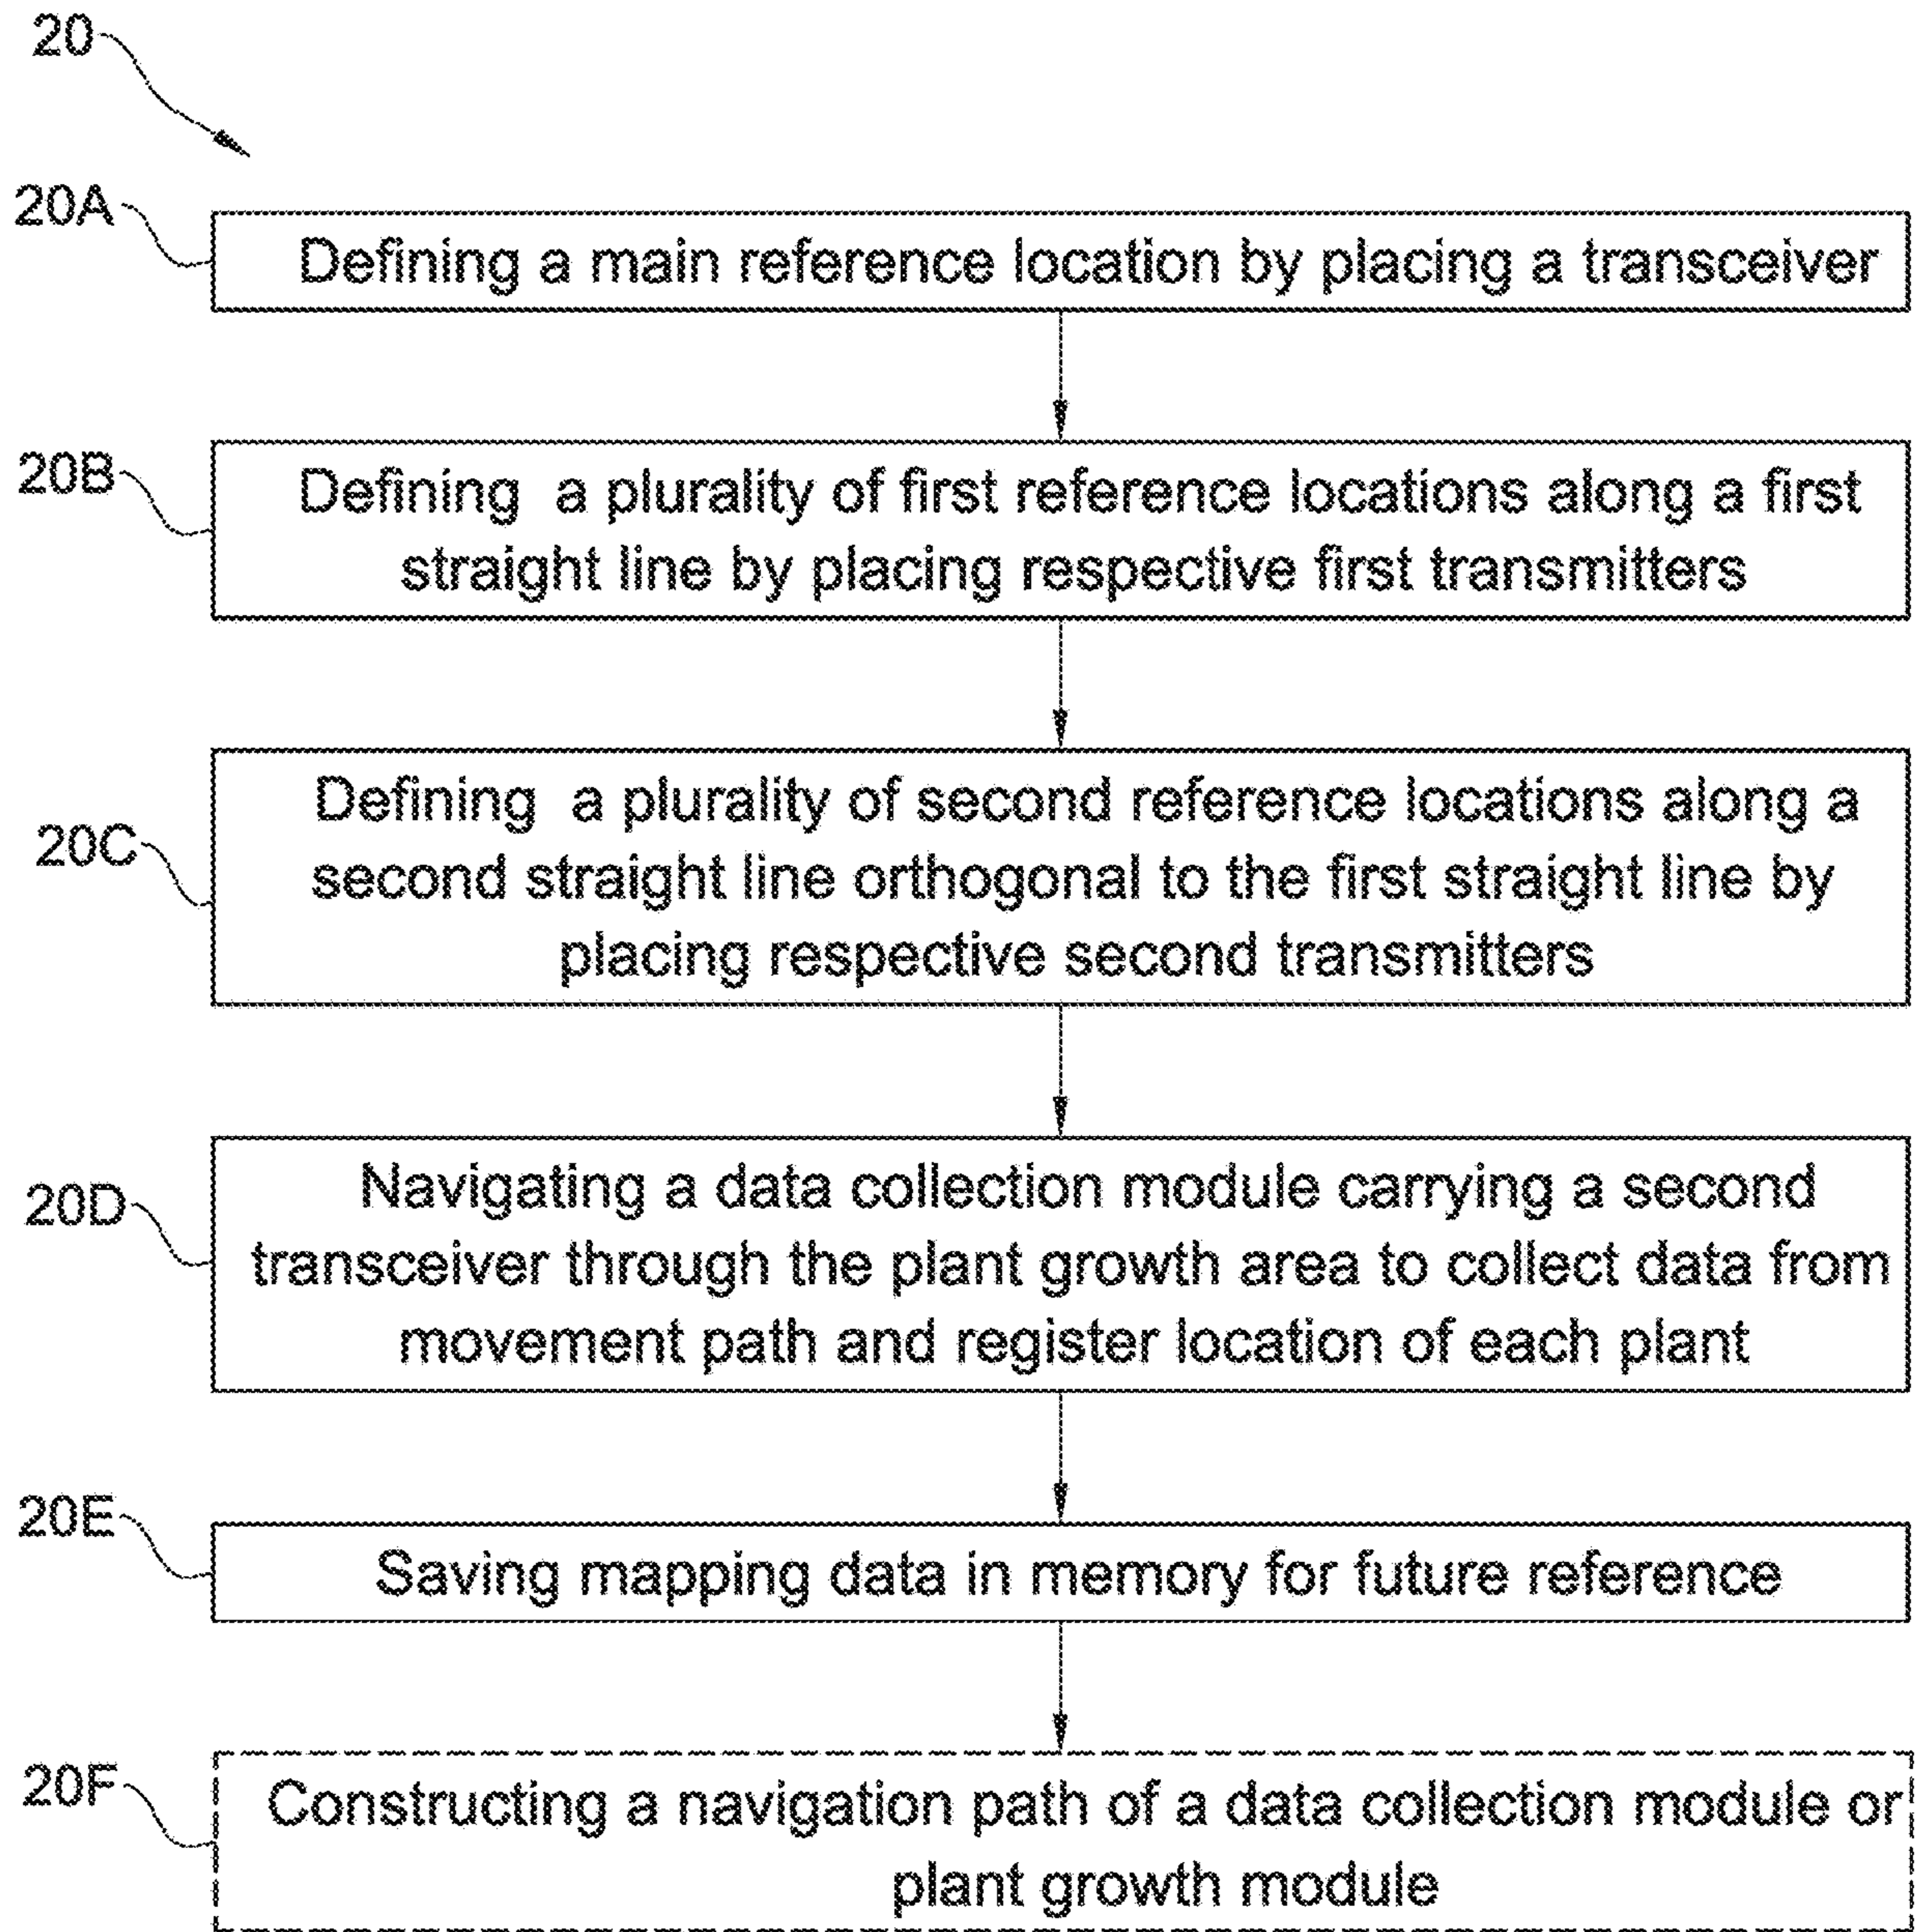 20
20A
Defining a main reference location by placing a transceiver
20B
Defining a plurality of first reference locations along a first
straight line by placing respective first transmitters
20C
Defining a plurality of second reference locations along a
second straight line orthogonal to the first straight line by
placing respective second transmitters
20D
Navigating a data collection module carrying a second
transceiver through the plant growth area to collect data from
movement path and register location of each plant
20E
Saving mapping data in memory for future reference
20F
Constructing a navigation path of a data collection module or
plant growth module